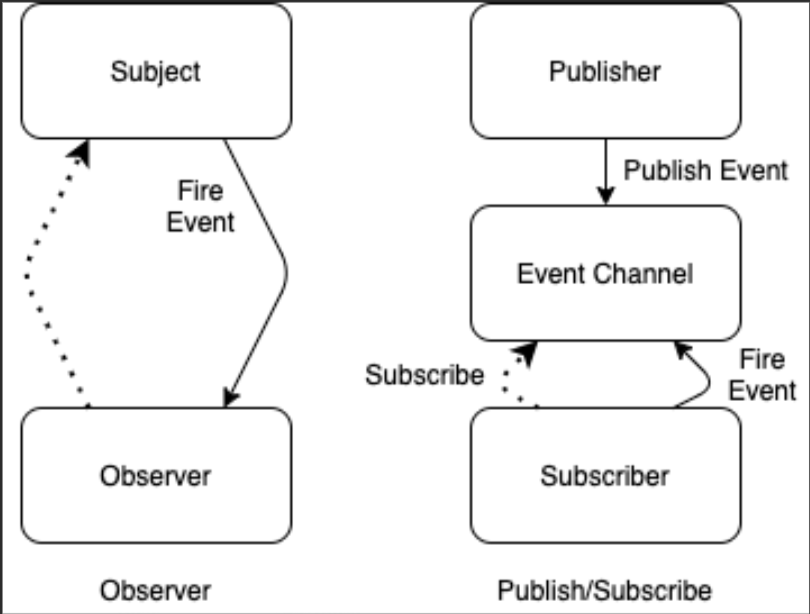 Subject
Publisher
Fire
Event
Publish Event
Event Channel
Subscribe
Fire
Event
Observer
Subscriber
Observer
Publish/Subscribe